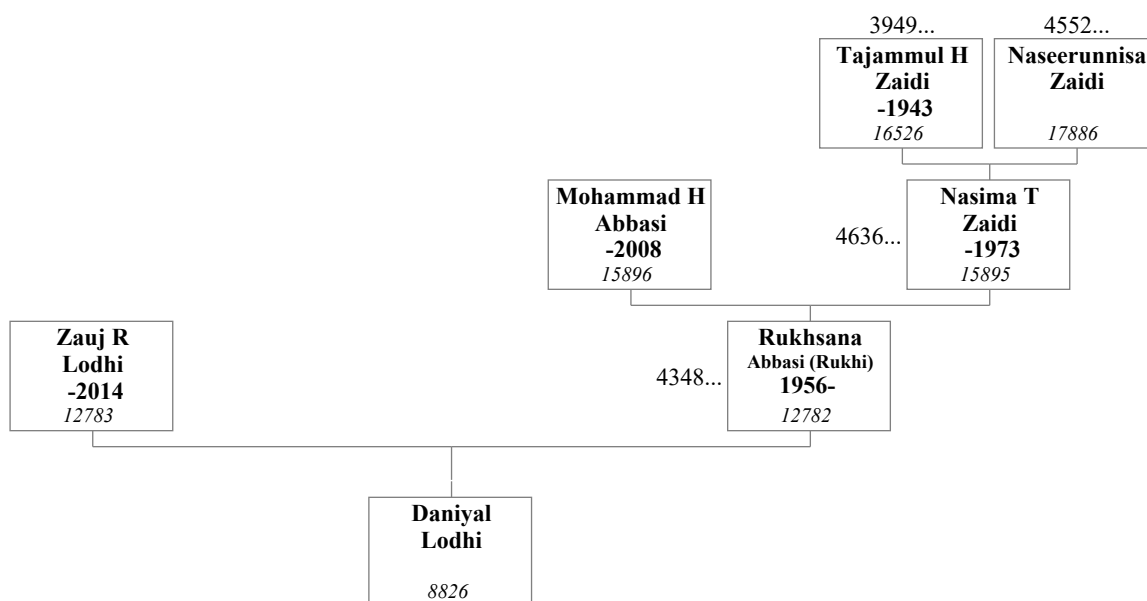 3949...
4552...
Tajammul H
Zaidi
-1943
16526
Naseerunnisa
Zaidi
17886
Mohammad H
Abbasi
-2008
15896
4636...
Nasima T
Zaidi
-1973
15895
Zauj R
Lodhi
-2014
12783
4348...
Rukhsana
Abbasi (Rukhi)
1956-
12782
Daniyal
Lodhi
8826